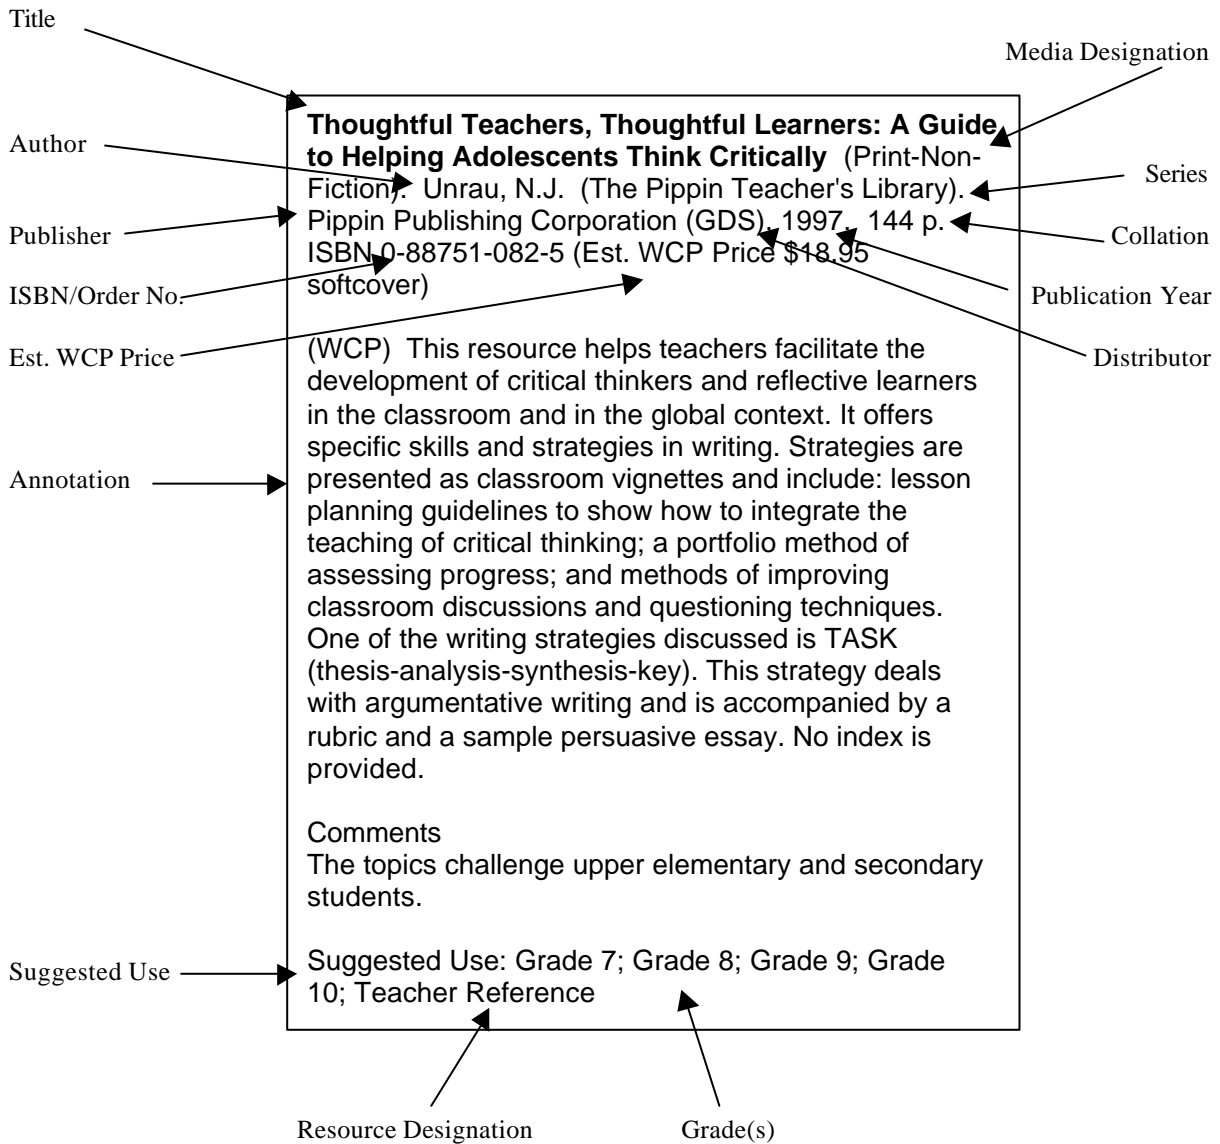 Title
Media Designation
Thoughtful Teachers, Thoughtful Learners: A Guide
Author
to Helping Adolescents Think Critically (Print-Non-
Fiction). Unrau, N.J. (The Pippin Teacher's Library).
Series
Publisher
Pippin Publishing Corporation (GDS), 1997. 144 p.
Collation
ISBN 0-88751-082-5 (Est. WCP Price $18.95
ISBN/Order No.
softcover)
Publication Year
Est. WCP Price
Distributor
(WCP) This resource helps teachers facilitate the
development of critical thinkers and reflective learners
in the classroom and in the global context. It offers
specific skills and strategies in writing. Strategies are
Annotation
presented as classroom vignettes and include: lesson
planning guidelines to show how to integrate the
teaching of critical thinking; a portfolio method of
assessing progress; and methods of improving
classroom discussions and questioning techniques.
One of the writing strategies discussed is TASK
(thesis-analysis-synthesis-key). This strategy deals
with argumentative writing and is accompanied by a
rubric and a sample persuasive essay. No index is
provided.
Comments
The topics challenge upper elementary and secondary
students.
Suggested Use
Suggested Use: Grade 7; Grade 8; Grade 9; Grade
10; Teacher Reference
Resource Designation
Grade(s)